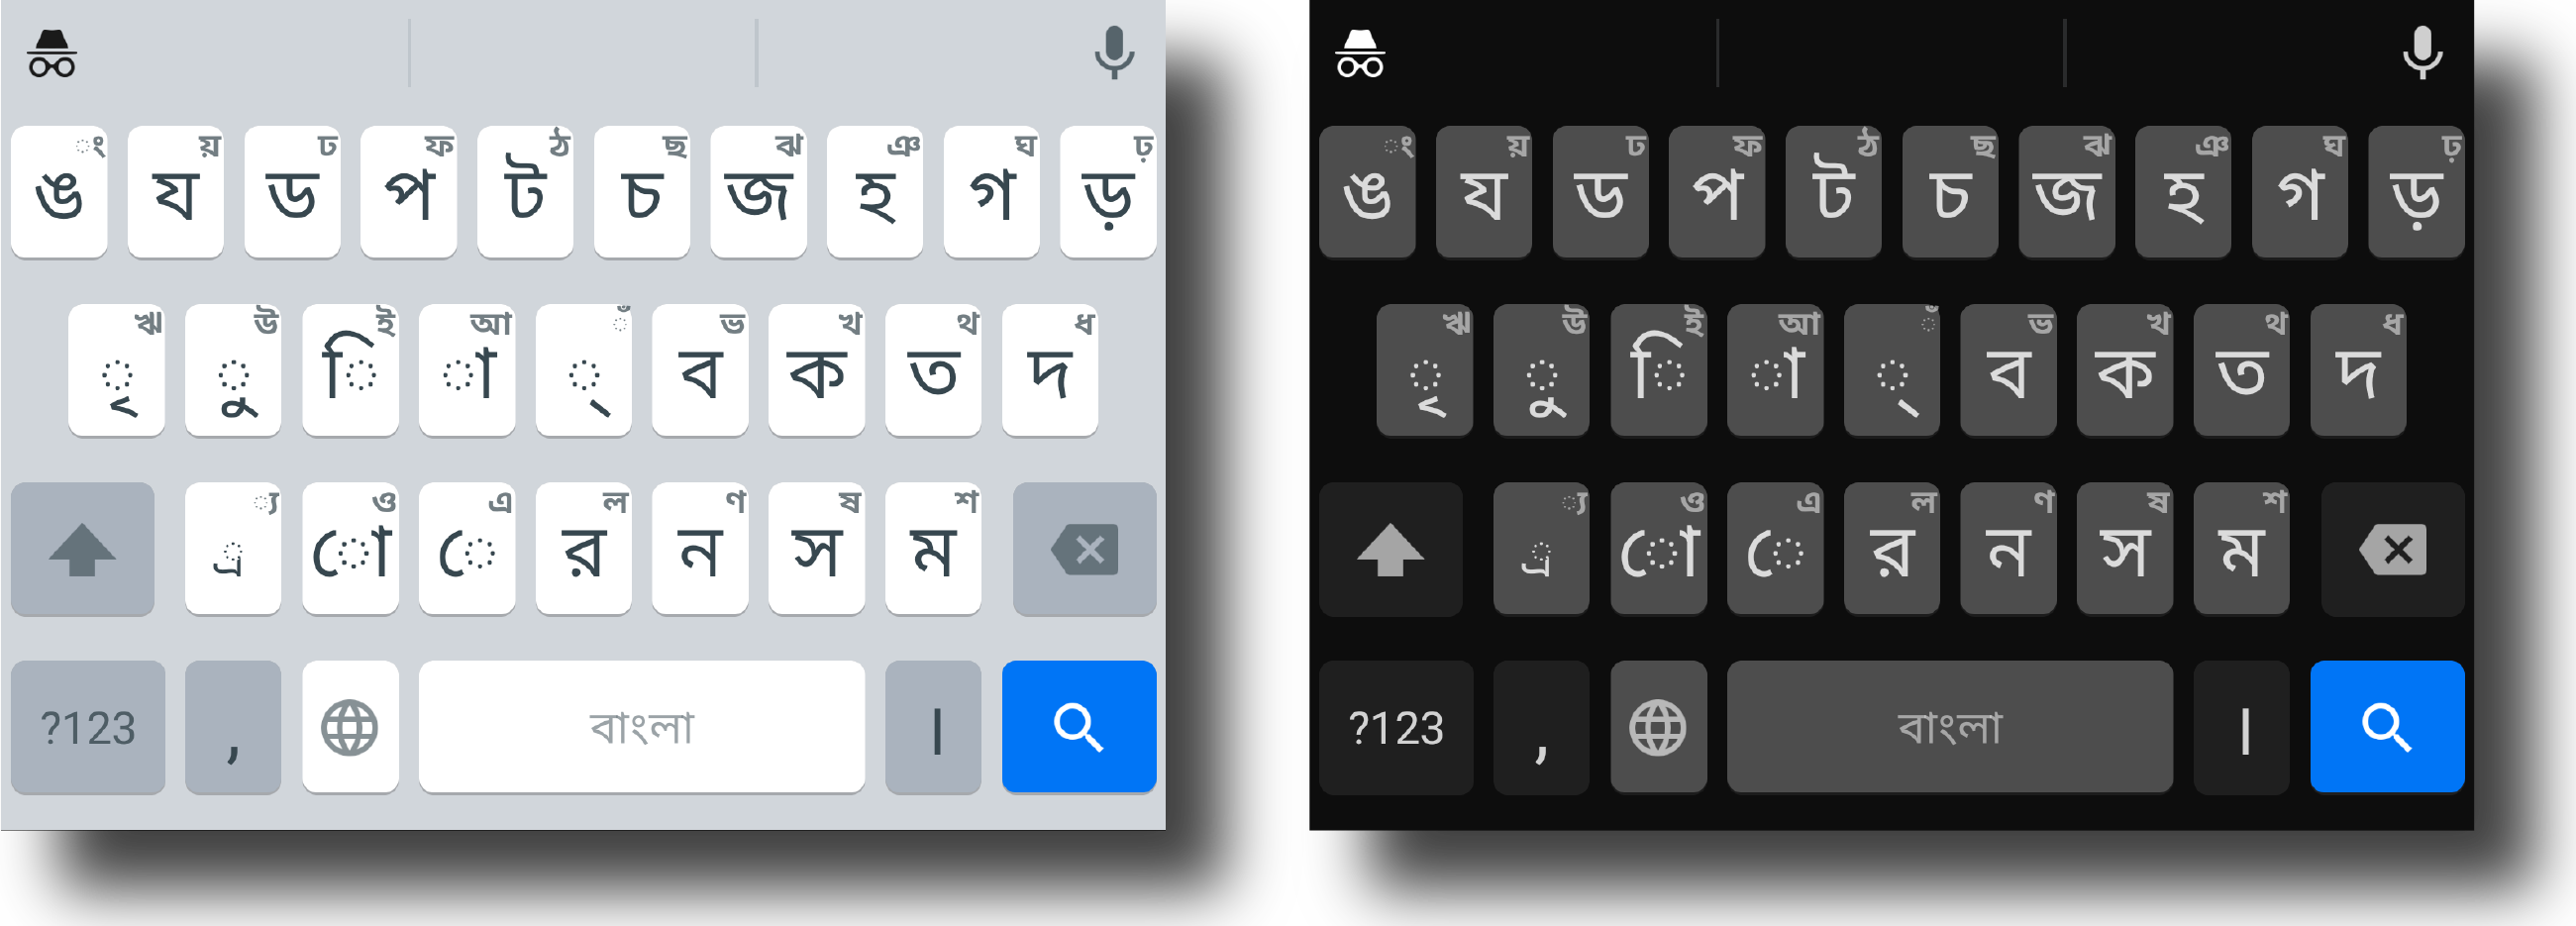 ং য় ঢ ফ ঠ ছ ঝ ঞ ঘ ঢ়
ঙ য ড প ট চ জ হ গ ড়
ঋ উ ই আ ঁ ভ খ থ ধ
ৃ ু ি া ্ ব ক ত দ
্য ও এ ল ণ ষ শ
্র ো ে র ন স ম
?123 , বাংলা ।
ং য় ঢ ফ ঠ ছ ঝ ঞ ঘ ঢ়
ঙ য ড প ট চ জ হ গ ড়
ঋ উ ই আ ঁ ভ খ থ ধ
ৃ ু ি া ্ ব ক ত দ
্য ও এ ল ণ ষ শ
্র ো ে র ন স ম
?123 , বাংলা ।